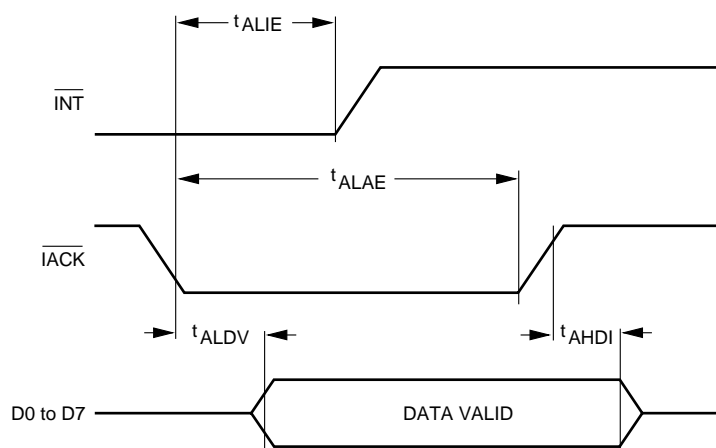 tALIE
INT
tALAE
IACK
tALDV
tAHDI
D0 to D7
DATA VALID